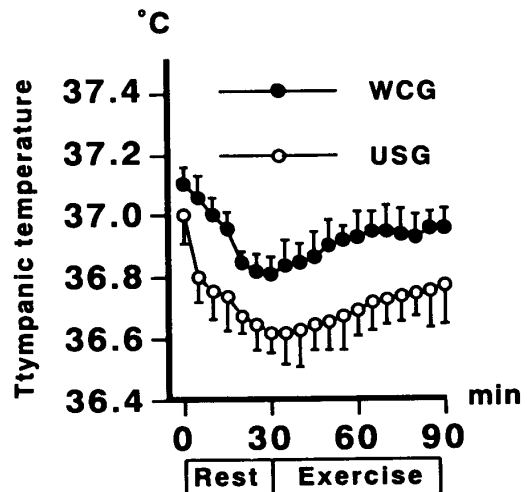 °C
Ttympanic temperature
37.4
37.2
37.0
36.8
36.6
36.4
WCG
USG
0
30
60
90
min
Rest
Exercise